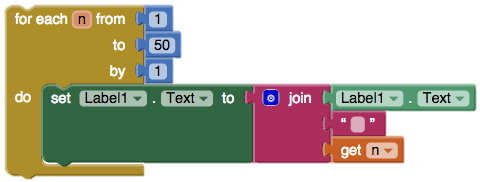 for each n from 1
to 50
by 1
do set Label1 . Text to join Label1 . Text
“ ”
get n